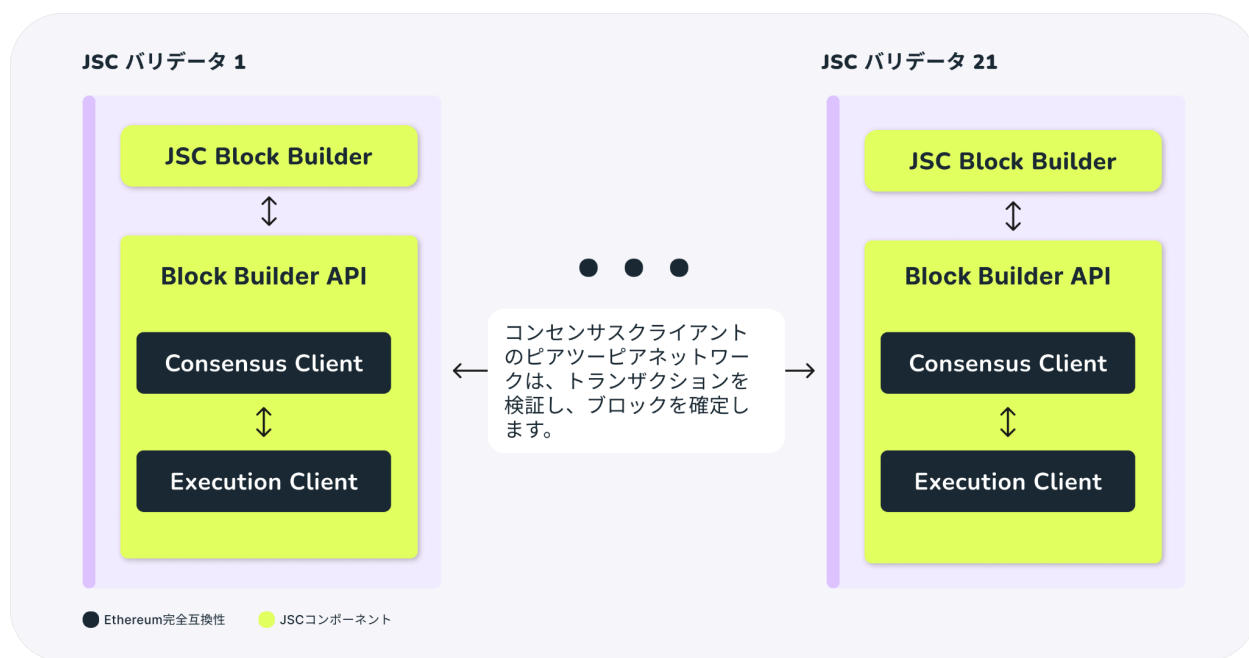 JSC バリデータ 1
JSC Block Builder
Block Builder API
Consensus Client
Execution Client
コンセンサスクライアント
のピアツーピアネットワー
クは、トランザクションを
検証し、ブロックを確定し
ます。
JSC バリデータ 21
JSC Block Builder
Block Builder API
Consensus Client
Execution Client
Ethereum完全互換性
JSCコンポーネント